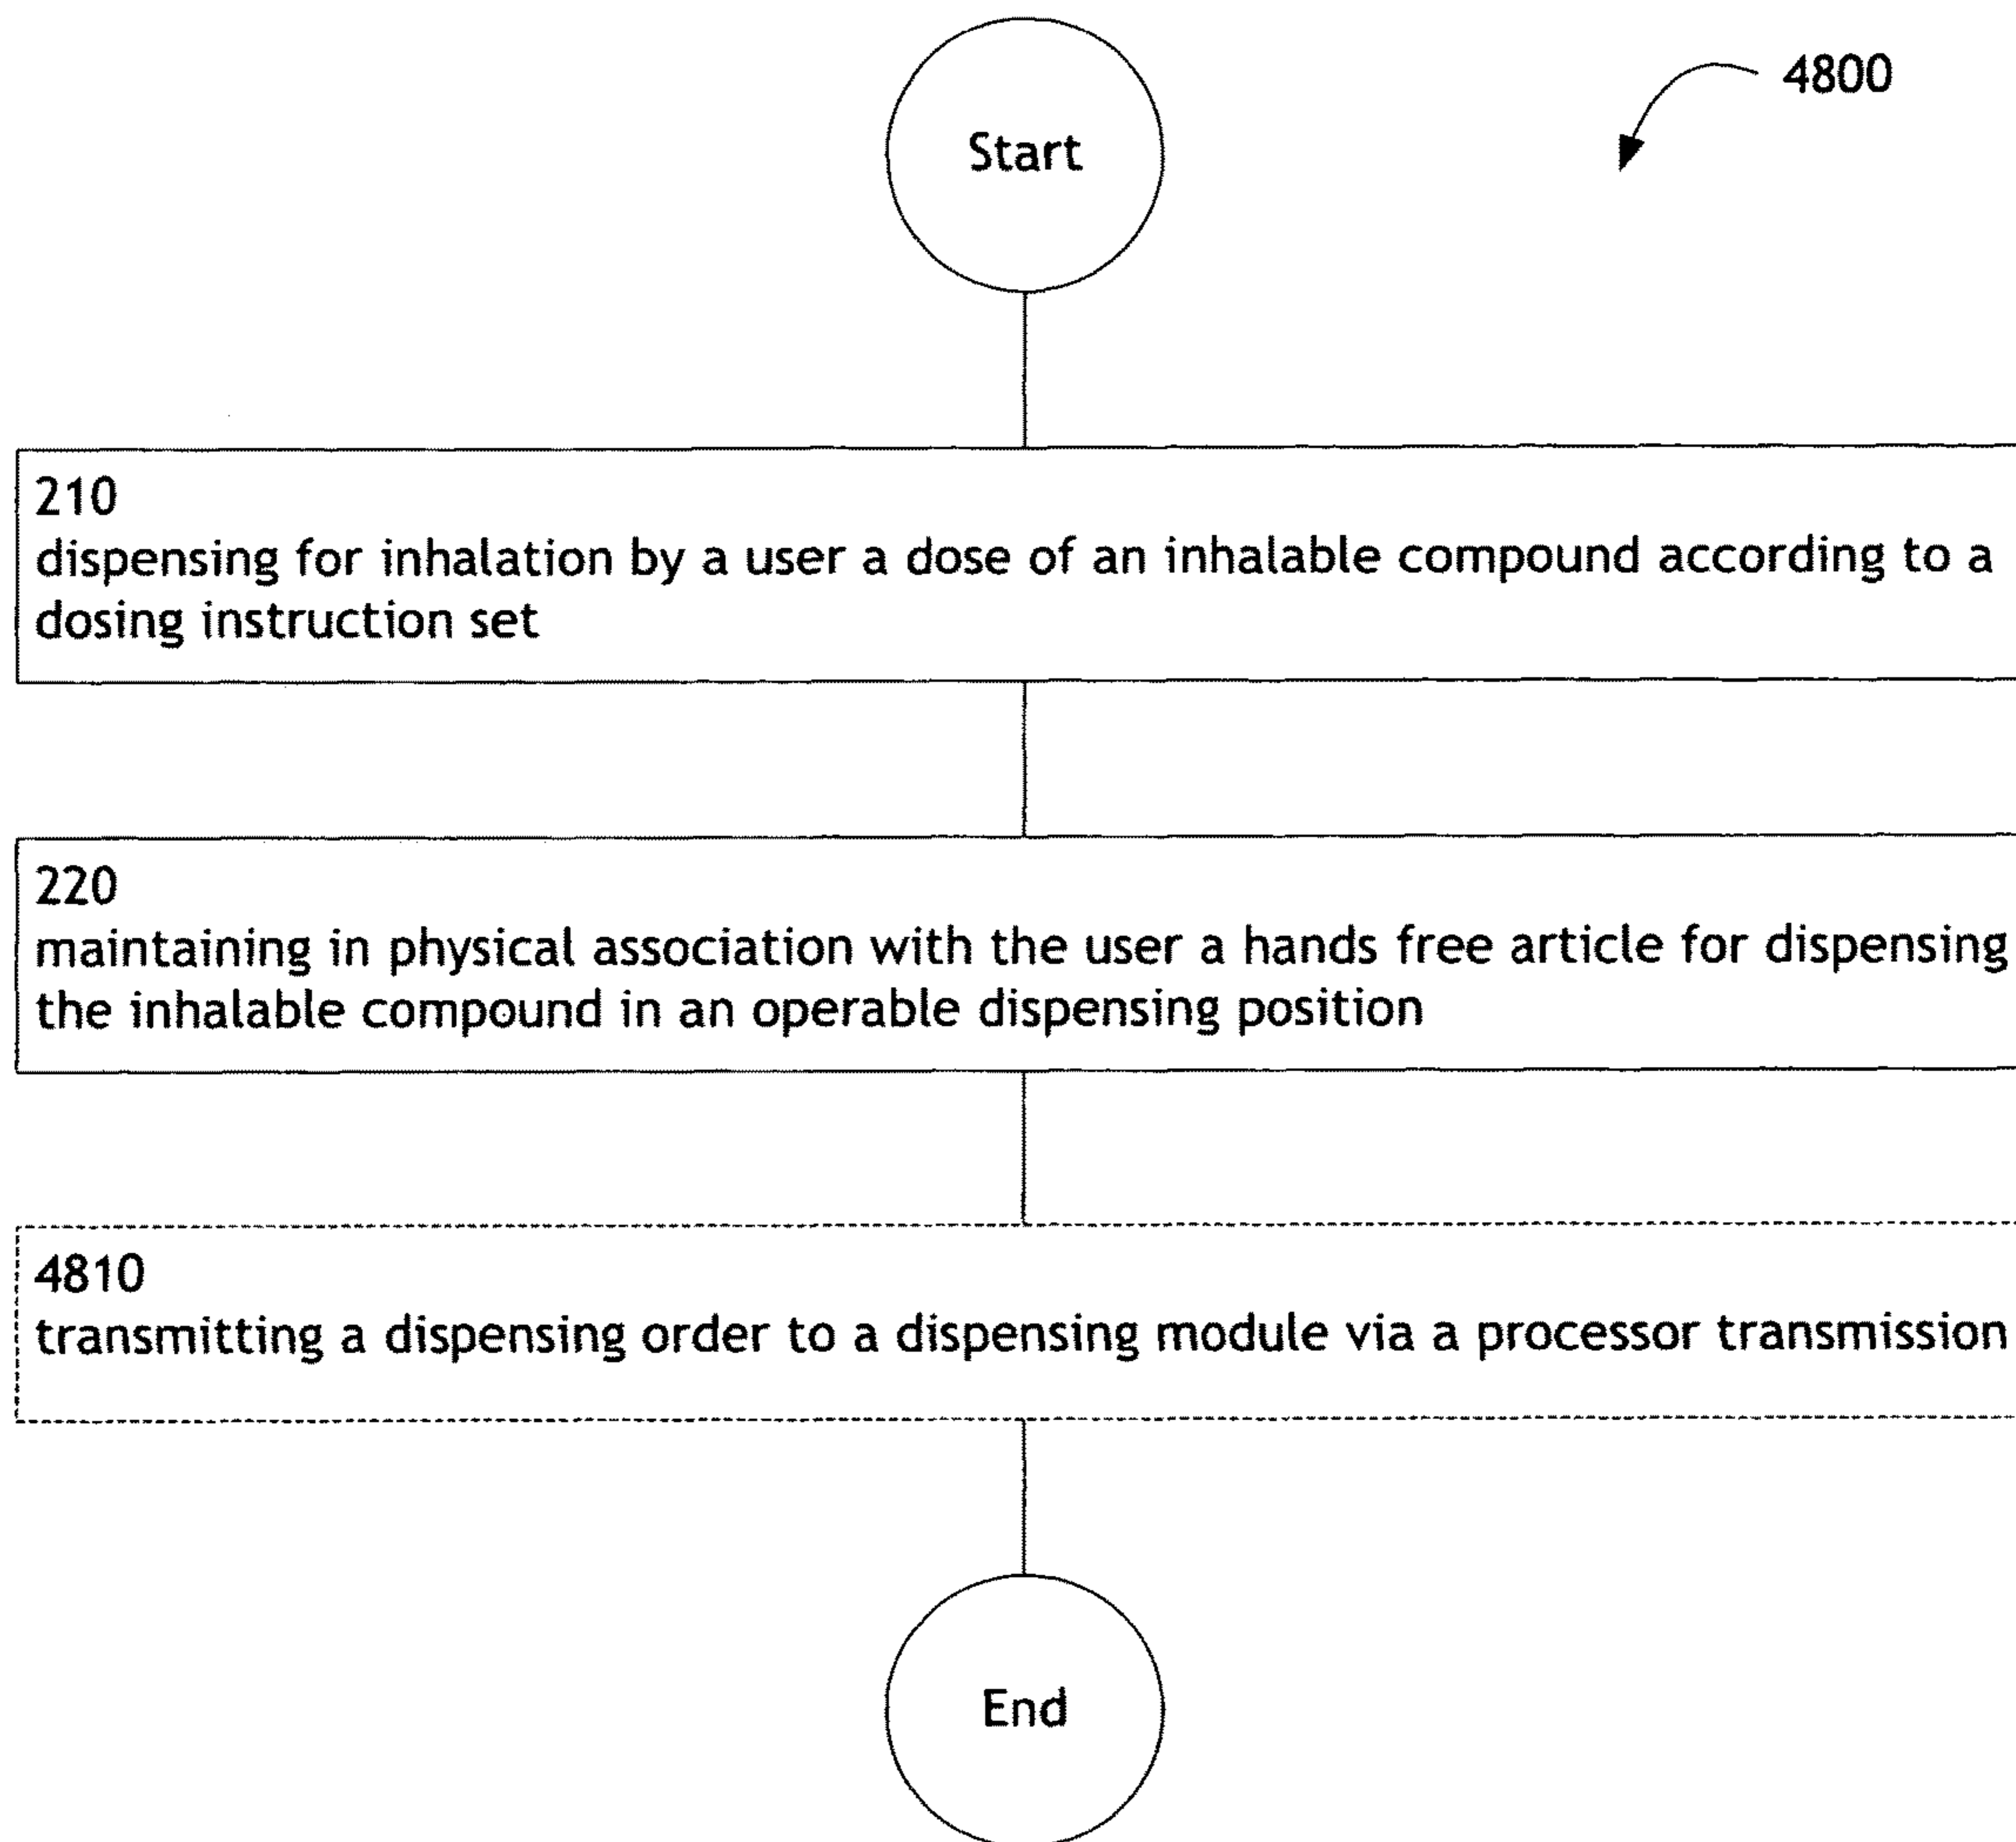 4800
Start
210
dispensing for inhalation by a user a dose of an inhalable compound according to a
dosing instruction set
220
maintaining in physical association with the user a hands free article for dispensing
the inhalable compound in an operable dispensing position
4810
transmitting a dispensing order to a dispensing module via a processor transmission
End